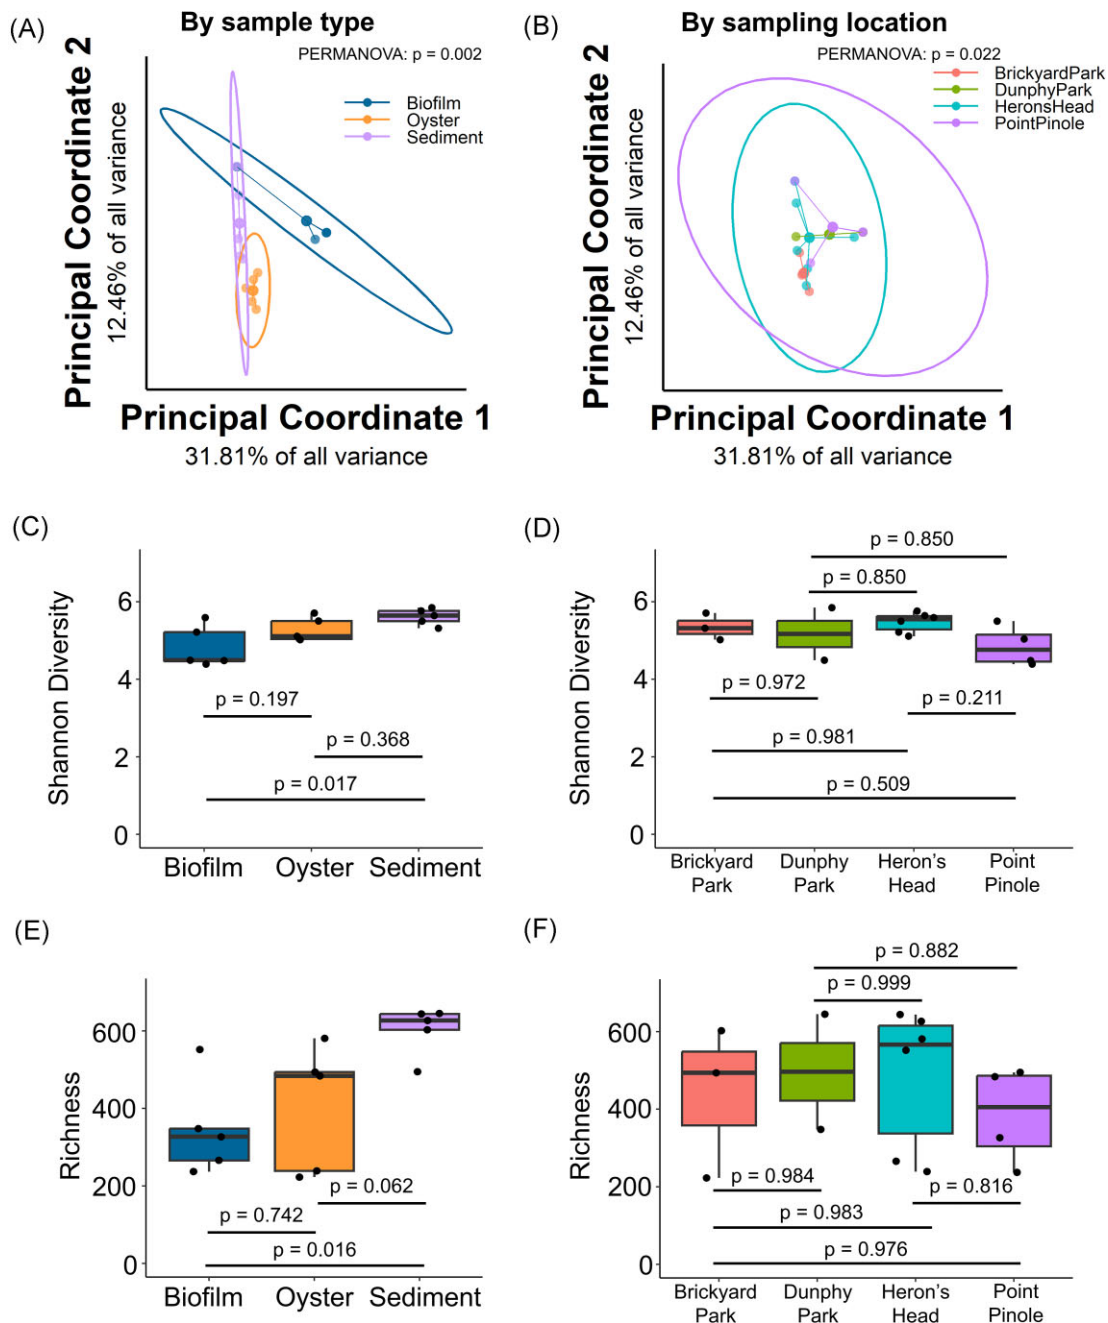 (A)
By sample type
PERMANOVA: p = 0.002
Biofilm
Oyster
Sediment
Principal Coordinate 2
12.46% of all variance
Principal Coordinate 1
31.81% of all variance
(B)
By sampling location
PERMANOVA: p = 0.022
BrickyardPark
DunphyPark
HeronsHead
PointPinole
Principal Coordinate 2
12.46% of all variance
Principal Coordinate 1
31.81% of all variance
(C)
Shannon Diversity
6
4
2
0
p = 0.197
p = 0.368
p = 0.017
Biofilm
Oyster
Sediment
(D)
Shannon Diversity
6
4
2
0
p = 0.850
p = 0.850
p = 0.972
p = 0.211
p = 0.981
p = 0.509
Brickyard
Park
Dunphy
Park
Heron's
Head
Point
Pinole
(E)
Richness
600
400
200
0
p = 0.062
p = 0.742
p = 0.016
Biofilm
Oyster
Sediment
(F)
Richness
600
400
200
0
p = 0.882
p = 0.999
p = 0.984
p = 0.816
p = 0.983
p = 0.976
Brickyard
Park
Dunphy
Park
Heron's
Head
Point
Pinole